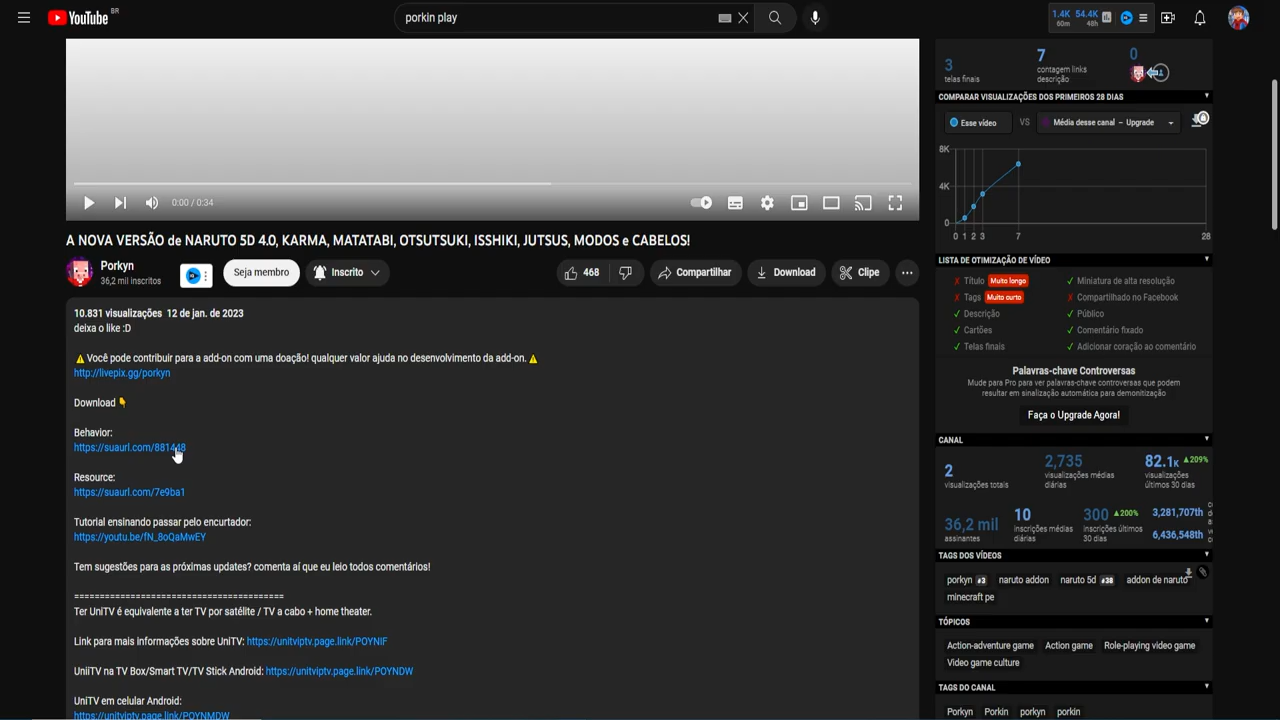 YouTube BR
porkin play
1.4K 54.4K
60m 48h
0:00 / 0:34
A NOVA VERSÃO de NARUTO 5D 4.0, KARMA, MATATABI, OTSUTSUKI, ISSHIKI, JUTSUS, MODOS e CABELOS!
Porkyn
36,2 mil inscritos
Seja membro
Inscrito
468
Compartilhar
Download
Clipe
10.831 visualizações 12 de jan. de 2023
deixa o like :D
⚠️ Você pode contribuir para a add-on com uma doação! qualquer valor ajuda no desenvolvimento da add-on. ⚠️
http://livepix.gg/porkyn
Download 👇
Behavior:
https://suaurl.com/881448
Resource:
https://suaurl.com/7e9ba1
Tutorial ensinando passar pelo encurtador:
https://youtu.be/fN_8oQaMwEY
Tem sugestões para as próximas updates? comenta aí que eu leio todos comentários!
=========================================
Ter UniTV é equivalente a ter TV por satélite / TV a cabo + home theater.
Link para mais informações sobre UniTV: https://unitviptv.page.link/POYNIF
UniiTV na TV Box/Smart TV/TV Stick Android: https://unitviptv.page.link/POYNDW
UniTV em celular Android:
https://unitviptv.page.link/POYNMDW
3
telas finais
7
contagem links
descrição
0
COMPARAR VISUALIZAÇÕES DOS PRIMEIROS 28 DIAS
Esse vídeo VS Média desse canal – Upgrade
8K
4K
0
0 1 2 3 7 28
LISTA DE OTIMIZAÇÃO DE VÍDEO
✗ Título Muito longo
✓ Miniatura de alta resolução
✗ Tags Muito curto
✗ Compartilhado no Facebook
✓ Descrição
✓ Público
✓ Cartões
✓ Comentário fixado
✓ Telas finais
✓ Adicionar coração ao comentário
Palavras-chave Controversas
Mude para Pro para ver palavras-chave controversas que podem
resultar em sinalização automática para demonitização
Faça o Upgrade Agora!
CANAL
2
visualizações totais
2,735
visualizações médias
diárias
82.1K ▲209%
visualizações
últimos 30 dias
36,2 mil
assinantes
10
inscrições médias
diárias
300 ▲200%
inscrições últimos
30 dias
3,281,707th
6,436,548th
TAGS DOS VÍDEOS
porkyn #3 naruto addon naruto 5d #38 addon de naruto
minecraft pe
TÓPICOS
Action-adventure game Action game Role-playing video game
Video game culture
TAGS DO CANAL
Porkyn Porkin porkyn porkin